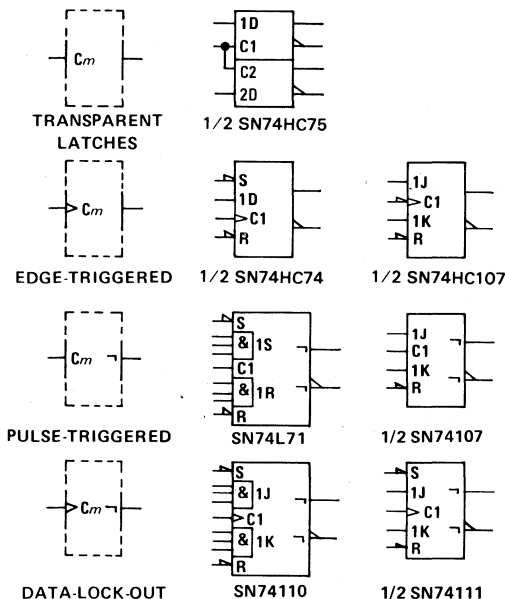 Cm
1D
C1
C2
2D
TRANSPARENT
LATCHES
1/2 SN74HC75
Cm
S
1D
C1
R
1J
C1
1K
R
EDGE-TRIGGERED
1/2 SN74HC74
1/2 SN74HC107
Cm ¬
S
& 1S ¬
C1
& 1R ¬
R
1J ¬
C1
1K ¬
R
PULSE-TRIGGERED
SN74L71
1/2 SN74107
Cm ¬
S
& 1J ¬
C1
& 1K ¬
R
S
1J ¬
C1
1K ¬
R
DATA-LOCK-OUT
SN74110
1/2 SN74111